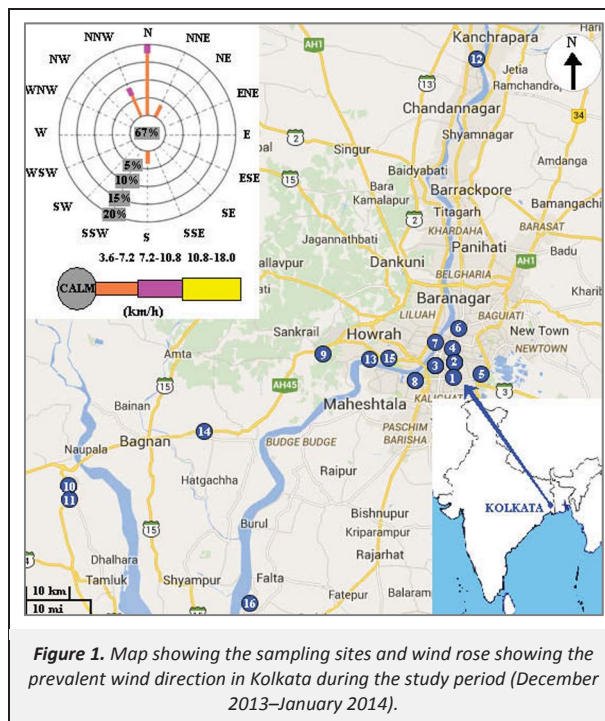 N
NNW
NNE
NW
NE
WNW
ENE
W
67%
E
WSW
5%
ESE
10%
SW
15%
SE
20%
SSW
SSE
S
3.6-7.2 7.2-10.8 10.8-18.0
CALM
(km/h)
N
AH1
Kanchrapara
12
Jetia
Ramchandrap
13
Chandannagar
34
2
Shyamnagar
Singur
Amdanga
15
Baidyabati
Bara
Kamalapur
Barrackpore
2
Titagarh
BARASAT
KHARDAHA
Jagannathbati
Panihati
Badu
allavpur
Dankuni
AH1
Kharibari
BELGHARIA
Baranagar
LILUAH
BAGUIATI
6
New Town
Sankrail
Howrah
7
4
NEWTOWN
9
13
15
3
2
Amta
8
1
5
15
AH45
KALIGHAT
3
Maheshtala
Bainan
PASCHIM
BARISHA
14
BUDGE BUDGE
Bagnan
Naupala
Hatgachha
Raipur
10
11
KOLKATA
Bishnupur
15
Burul
Kriparampur
Rajarhat
Dhalhara
Tamluk
Shyampur
Falta
10 km
16
Fatepur
Balaram
10 mi
Figure 1. Map showing the sampling sites and wind rose showing the
prevalent wind direction in Kolkata during the study period (December
2013–January 2014).